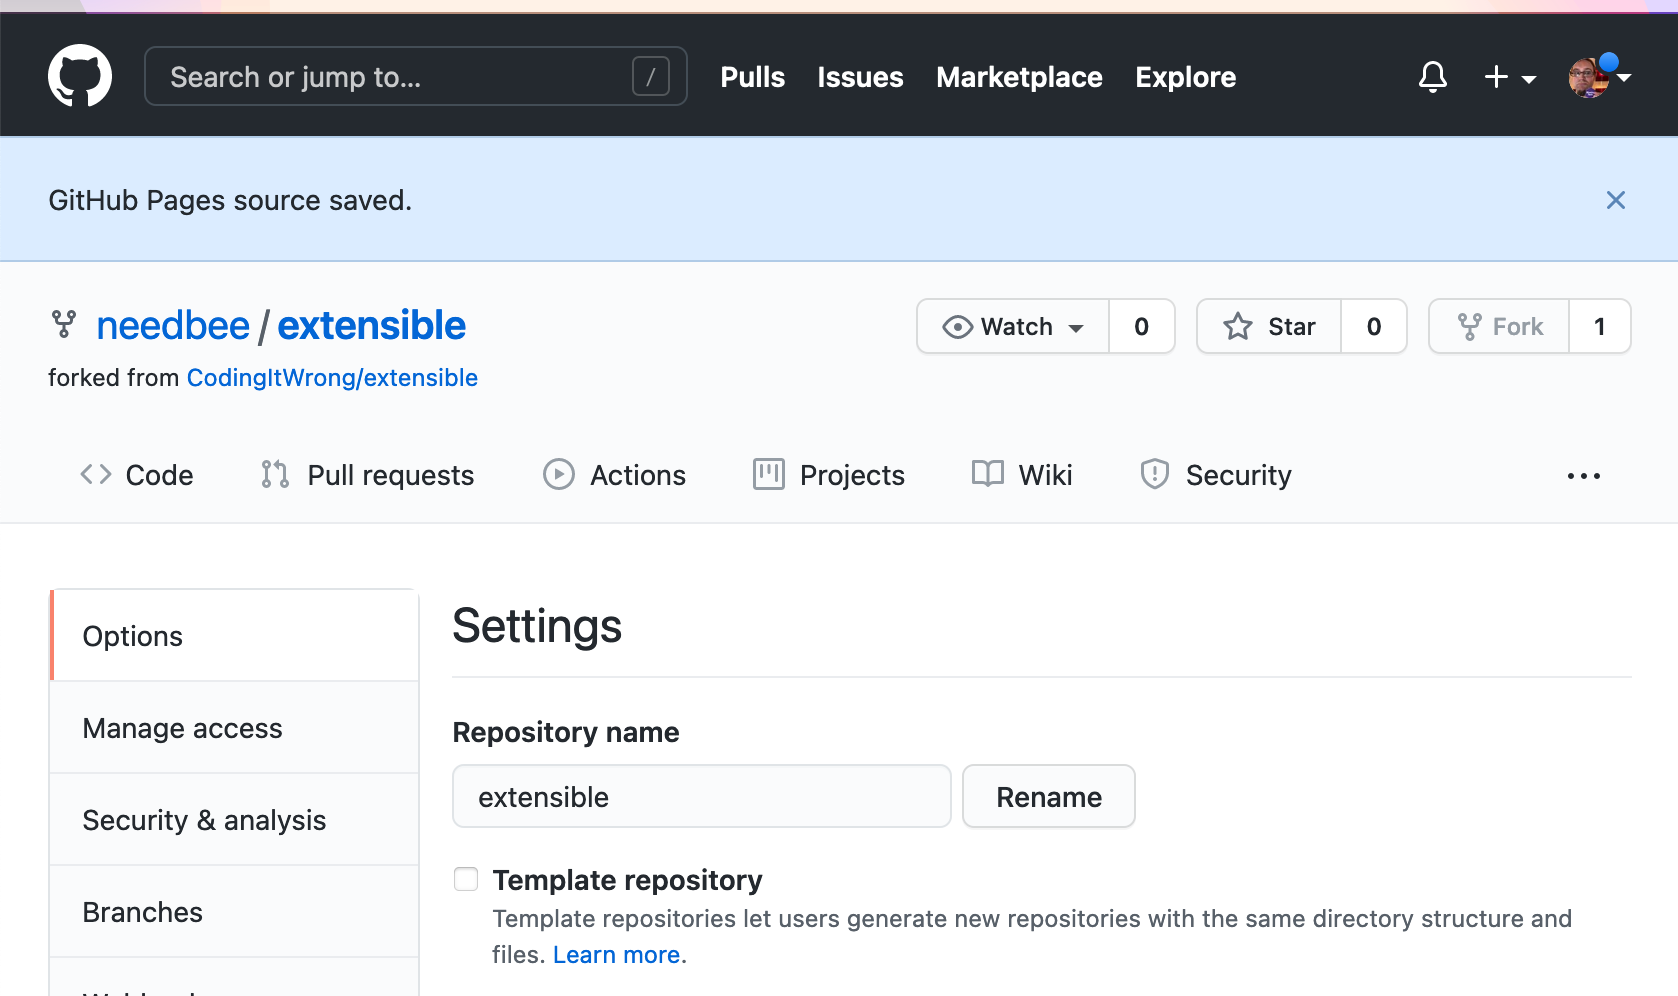 Search or jump to... /
Pulls Issues Marketplace Explore
GitHub Pages source saved.
needbee / extensible
Watch 0 Star 0 Fork 1
forked from CodingItWrong/extensible
Code Pull requests Actions Projects Wiki Security
Options
Manage access
Security & analysis
Branches
Settings
Repository name
extensible Rename
Template repository
Template repositories let users generate new repositories with the same directory structure and
files. Learn more.